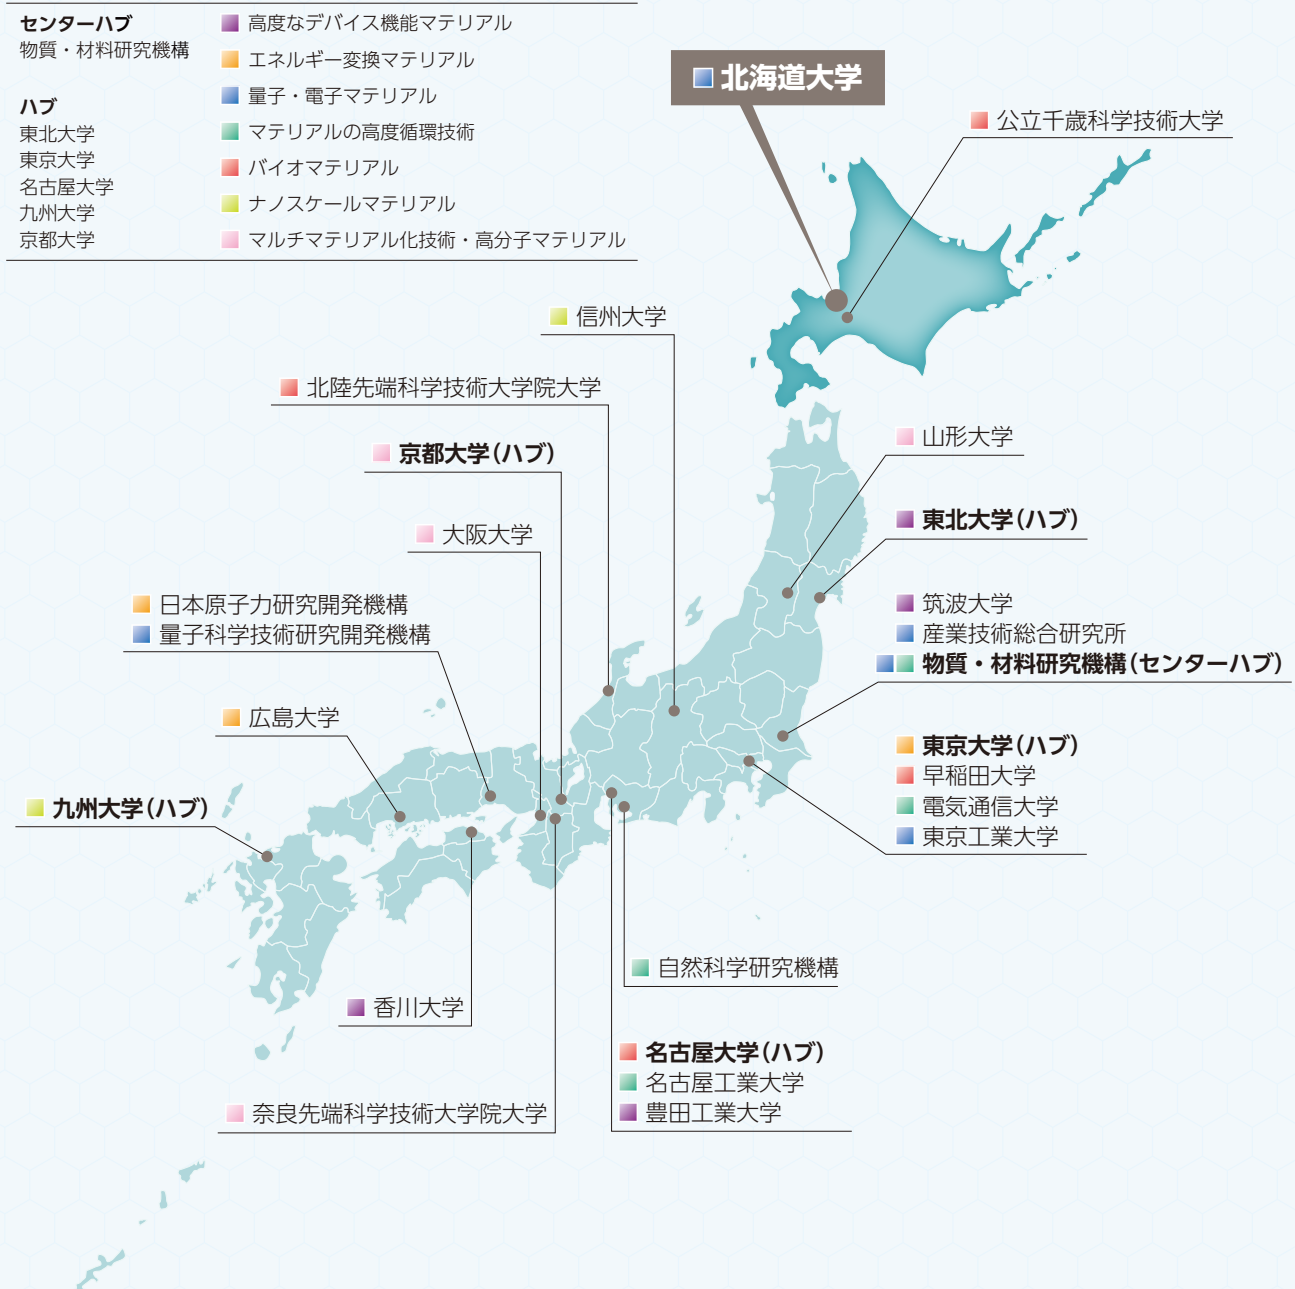 センターハブ
物質・材料研究機構
ハブ
東北大学
東京大学
名古屋大学
九州大学
京都大学
高度なデバイス機能マテリアル
エネルギー変換マテリアル
量子・電子マテリアル
マテリアルの高度循環技術
バイオマテリアル
ナノスケールマテリアル
マルチマテリアル化技術・高分子マテリアル
北海道大学
公立千歳科学技術大学
信州大学
北陸先端科学技術大学院大学
京都大学(ハブ)
大阪大学
日本原子力研究開発機構
量子科学技術研究開発機構
広島大学
九州大学(ハブ)
山形大学
東北大学(ハブ)
筑波大学
産業技術総合研究所
物質・材料研究機構(センターハブ)
東京大学(ハブ)
早稲田大学
電気通信大学
東京工業大学
自然科学研究機構
香川大学
名古屋大学(ハブ)
名古屋工業大学
豊田工業大学
奈良先端科学技術大学院大学